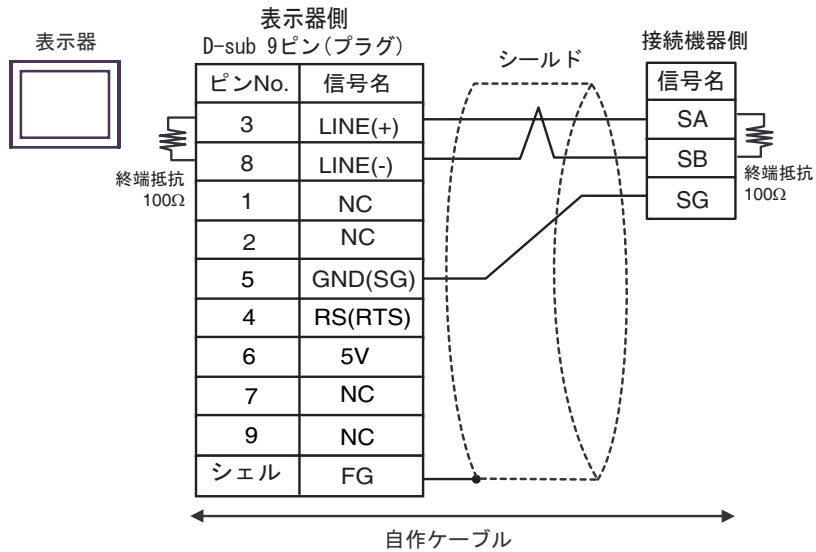 表示器
表示器側
D-sub 9ピン(プラグ)
シールド
接続機器側
ピンNo. 信号名
3 LINE(+)
8 LINE(-)
1 NC
2 NC
5 GND(SG)
4 RS(RTS)
6 5V
7 NC
9 NC
シェル FG
終端抵抗
100Ω
信号名
SA
SB
SG
終端抵抗
100Ω
自作ケーブル